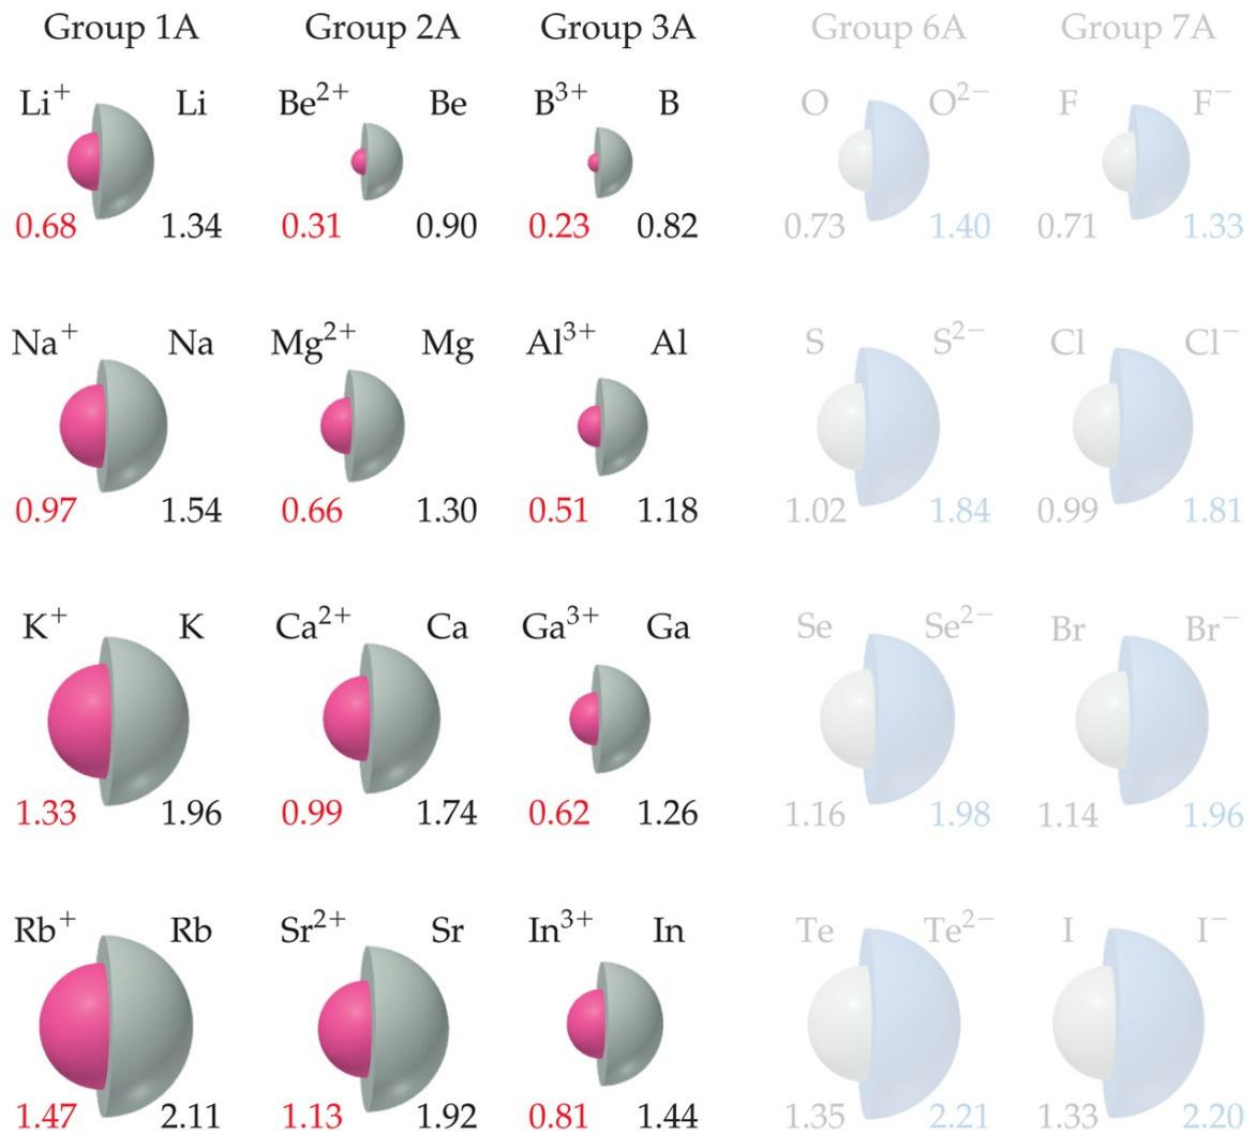 Group 1A Group 2A Group 3A Group 6A Group 7A
Li⁺ Li Be²⁺ Be B³⁺ B O O²⁻ F F⁻
0.68 1.34 0.31 0.90 0.23 0.82 0.73 1.40 0.71 1.33
Na⁺ Na Mg²⁺ Mg Al³⁺ Al S S²⁻ Cl Cl⁻
0.97 1.54 0.66 1.30 0.51 1.18 1.02 1.84 0.99 1.81
K⁺ K Ca²⁺ Ca Ga³⁺ Ga Se Se²⁻ Br Br⁻
1.33 1.96 0.99 1.74 0.62 1.26 1.16 1.98 1.14 1.96
Rb⁺ Rb Sr²⁺ Sr In³⁺ In Te Te²⁻ I I⁻
1.47 2.11 1.13 1.92 0.81 1.44 1.35 2.21 1.33 2.20